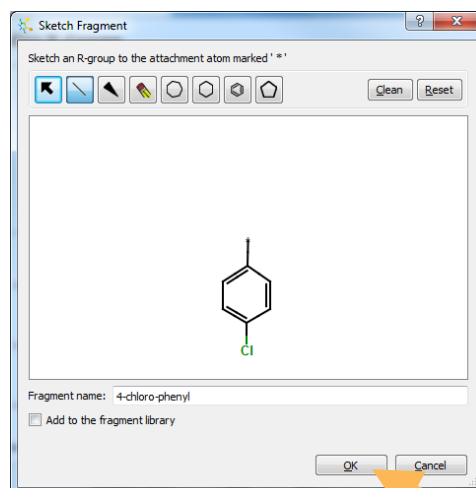 Sketch Fragment
Sketch an R-group to the attachment atom marked ' * '
Clean Reset
*
Cl
Fragment name: 4-chloro-phenyl
Add to the fragment library
OK Cancel